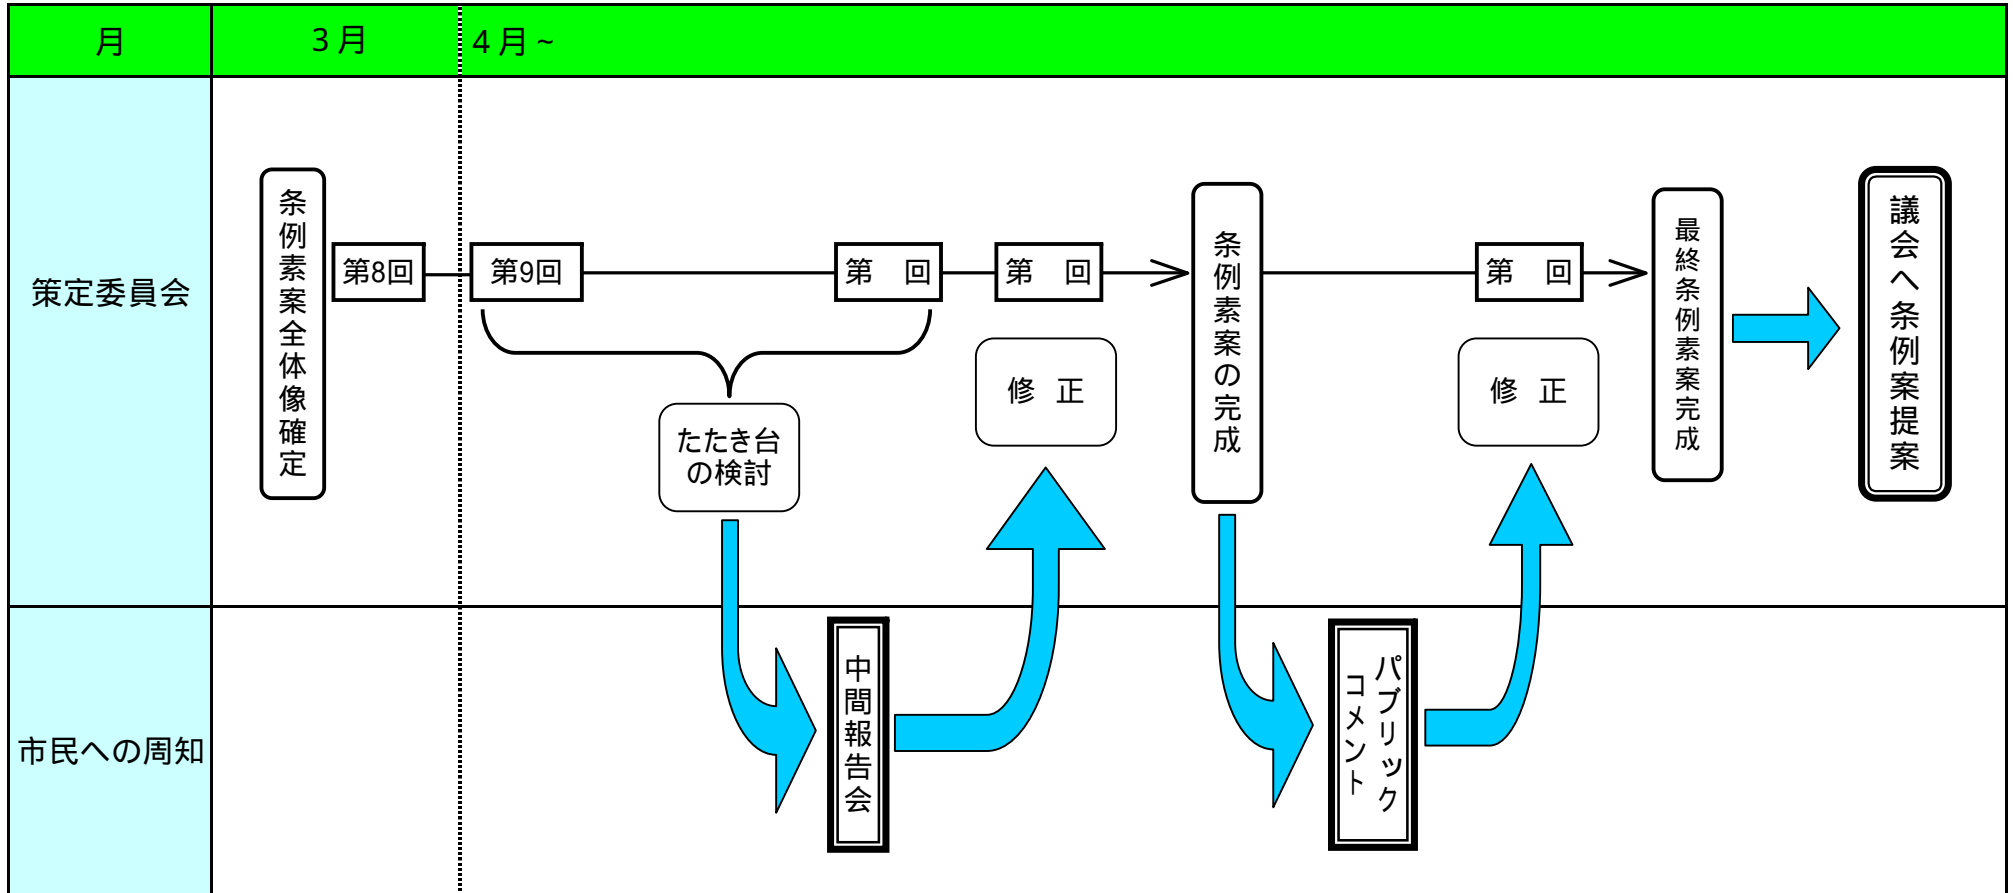 月
3月
4月~
策定委員会
条例素案全体像確定
第8回
第9回
第　回
第　回
条例素案の完成
第　回
最終条例素案完成
議会へ条例案提案
たたき台
の検討
修 正
修 正
市民への周知
中間報告会
パブリック
コメント